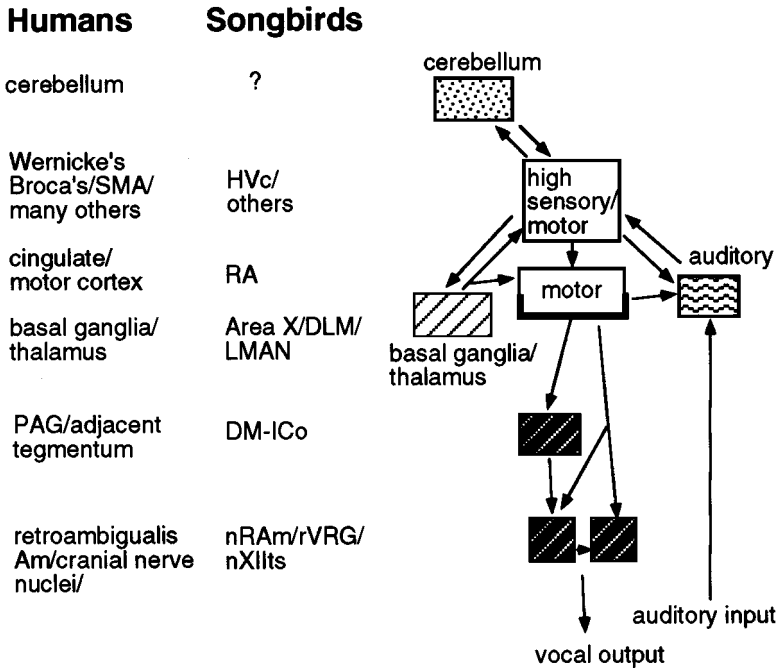 Humans
Songbirds
cerebellum
?
Wernicke's
Broca's/SMA/
many others
HVc/
others
cingulate/
motor cortex
RA
basal ganglia/
thalamus
Area X/DLM/
LMAN
PAG/adjacent
tegmentum
DM-ICo
retroambigualis
Am/cranial nerve
nuclei/
nRAm/rVRG/
nXIIts
cerebellum
high
sensory/
motor
auditory
motor
basal ganglia/
thalamus
auditory input
vocal output